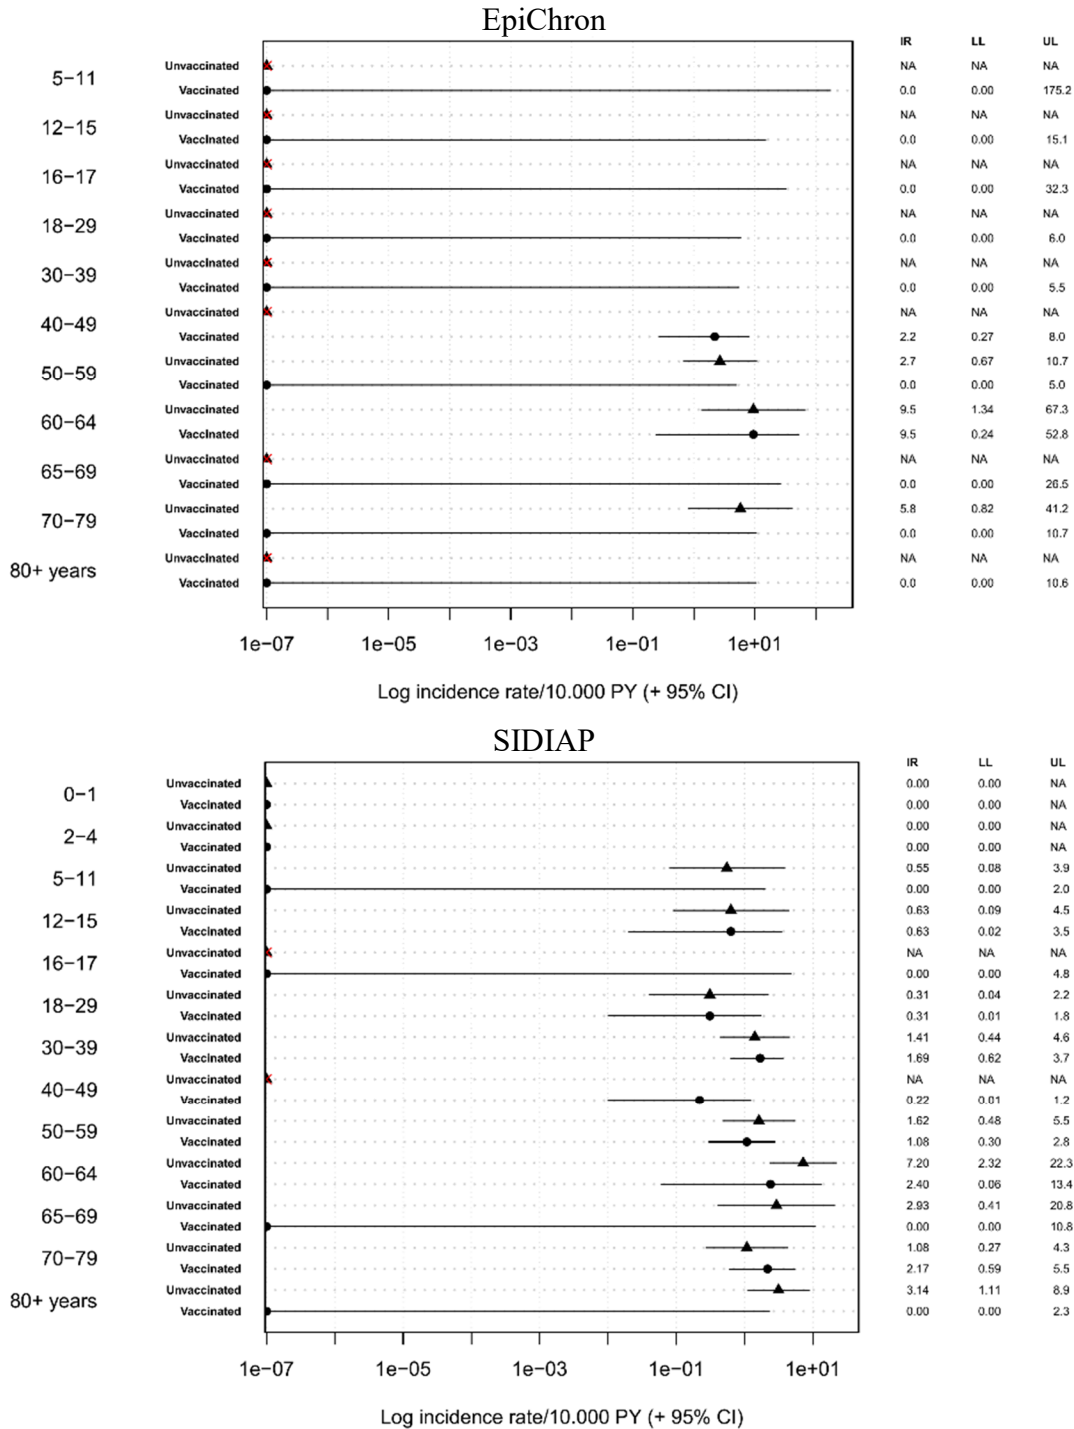 EpiChron
IR LL UL
5−11 Unvaccinated NA NA NA
Vaccinated 0.0 0.00 175.2
12−15 Unvaccinated NA NA NA
Vaccinated 0.0 0.00 15.1
16−17 Unvaccinated NA NA NA
Vaccinated 0.0 0.00 32.3
18−29 Unvaccinated NA NA NA
Vaccinated 0.0 0.00 6.0
30−39 Unvaccinated NA NA NA
Vaccinated 0.0 0.00 5.5
40−49 Unvaccinated NA NA NA
Vaccinated 2.2 0.27 8.0
50−59 Unvaccinated 2.7 0.67 10.7
Vaccinated 0.0 0.00 5.0
60−64 Unvaccinated 9.5 1.34 67.3
Vaccinated 9.5 0.24 52.8
65−69 Unvaccinated NA NA NA
Vaccinated 0.0 0.00 26.5
70−79 Unvaccinated 5.8 0.82 41.2
Vaccinated 0.0 0.00 10.7
80+ years Unvaccinated NA NA NA
Vaccinated 0.0 0.00 10.6
1e−07 1e−05 1e−03 1e−01 1e+01
Log incidence rate/10.000 PY (+ 95% CI)
SIDIAP
IR LL UL
0−1 Unvaccinated 0.00 0.00 NA
Vaccinated 0.00 0.00 NA
2−4 Unvaccinated 0.00 0.00 NA
Vaccinated 0.00 0.00 NA
5−11 Unvaccinated 0.55 0.08 3.9
Vaccinated 0.00 0.00 2.0
12−15 Unvaccinated 0.63 0.09 4.5
Vaccinated 0.63 0.02 3.5
16−17 Unvaccinated NA NA NA
Vaccinated 0.00 0.00 4.8
18−29 Unvaccinated 0.31 0.04 2.2
Vaccinated 0.31 0.01 1.8
30−39 Unvaccinated 1.41 0.44 4.6
Vaccinated 1.69 0.62 3.7
40−49 Unvaccinated NA NA NA
Vaccinated 0.22 0.01 1.2
50−59 Unvaccinated 1.62 0.48 5.5
Vaccinated 1.08 0.30 2.8
60−64 Unvaccinated 7.20 2.32 22.3
Vaccinated 2.40 0.06 13.4
65−69 Unvaccinated 2.93 0.41 20.8
Vaccinated 0.00 0.00 10.8
70−79 Unvaccinated 1.08 0.27 4.3
Vaccinated 2.17 0.59 5.5
80+ years Unvaccinated 3.14 1.11 8.9
Vaccinated 0.00 0.00 2.3
1e−07 1e−05 1e−03 1e−01 1e+01
Log incidence rate/10.000 PY (+ 95% CI)